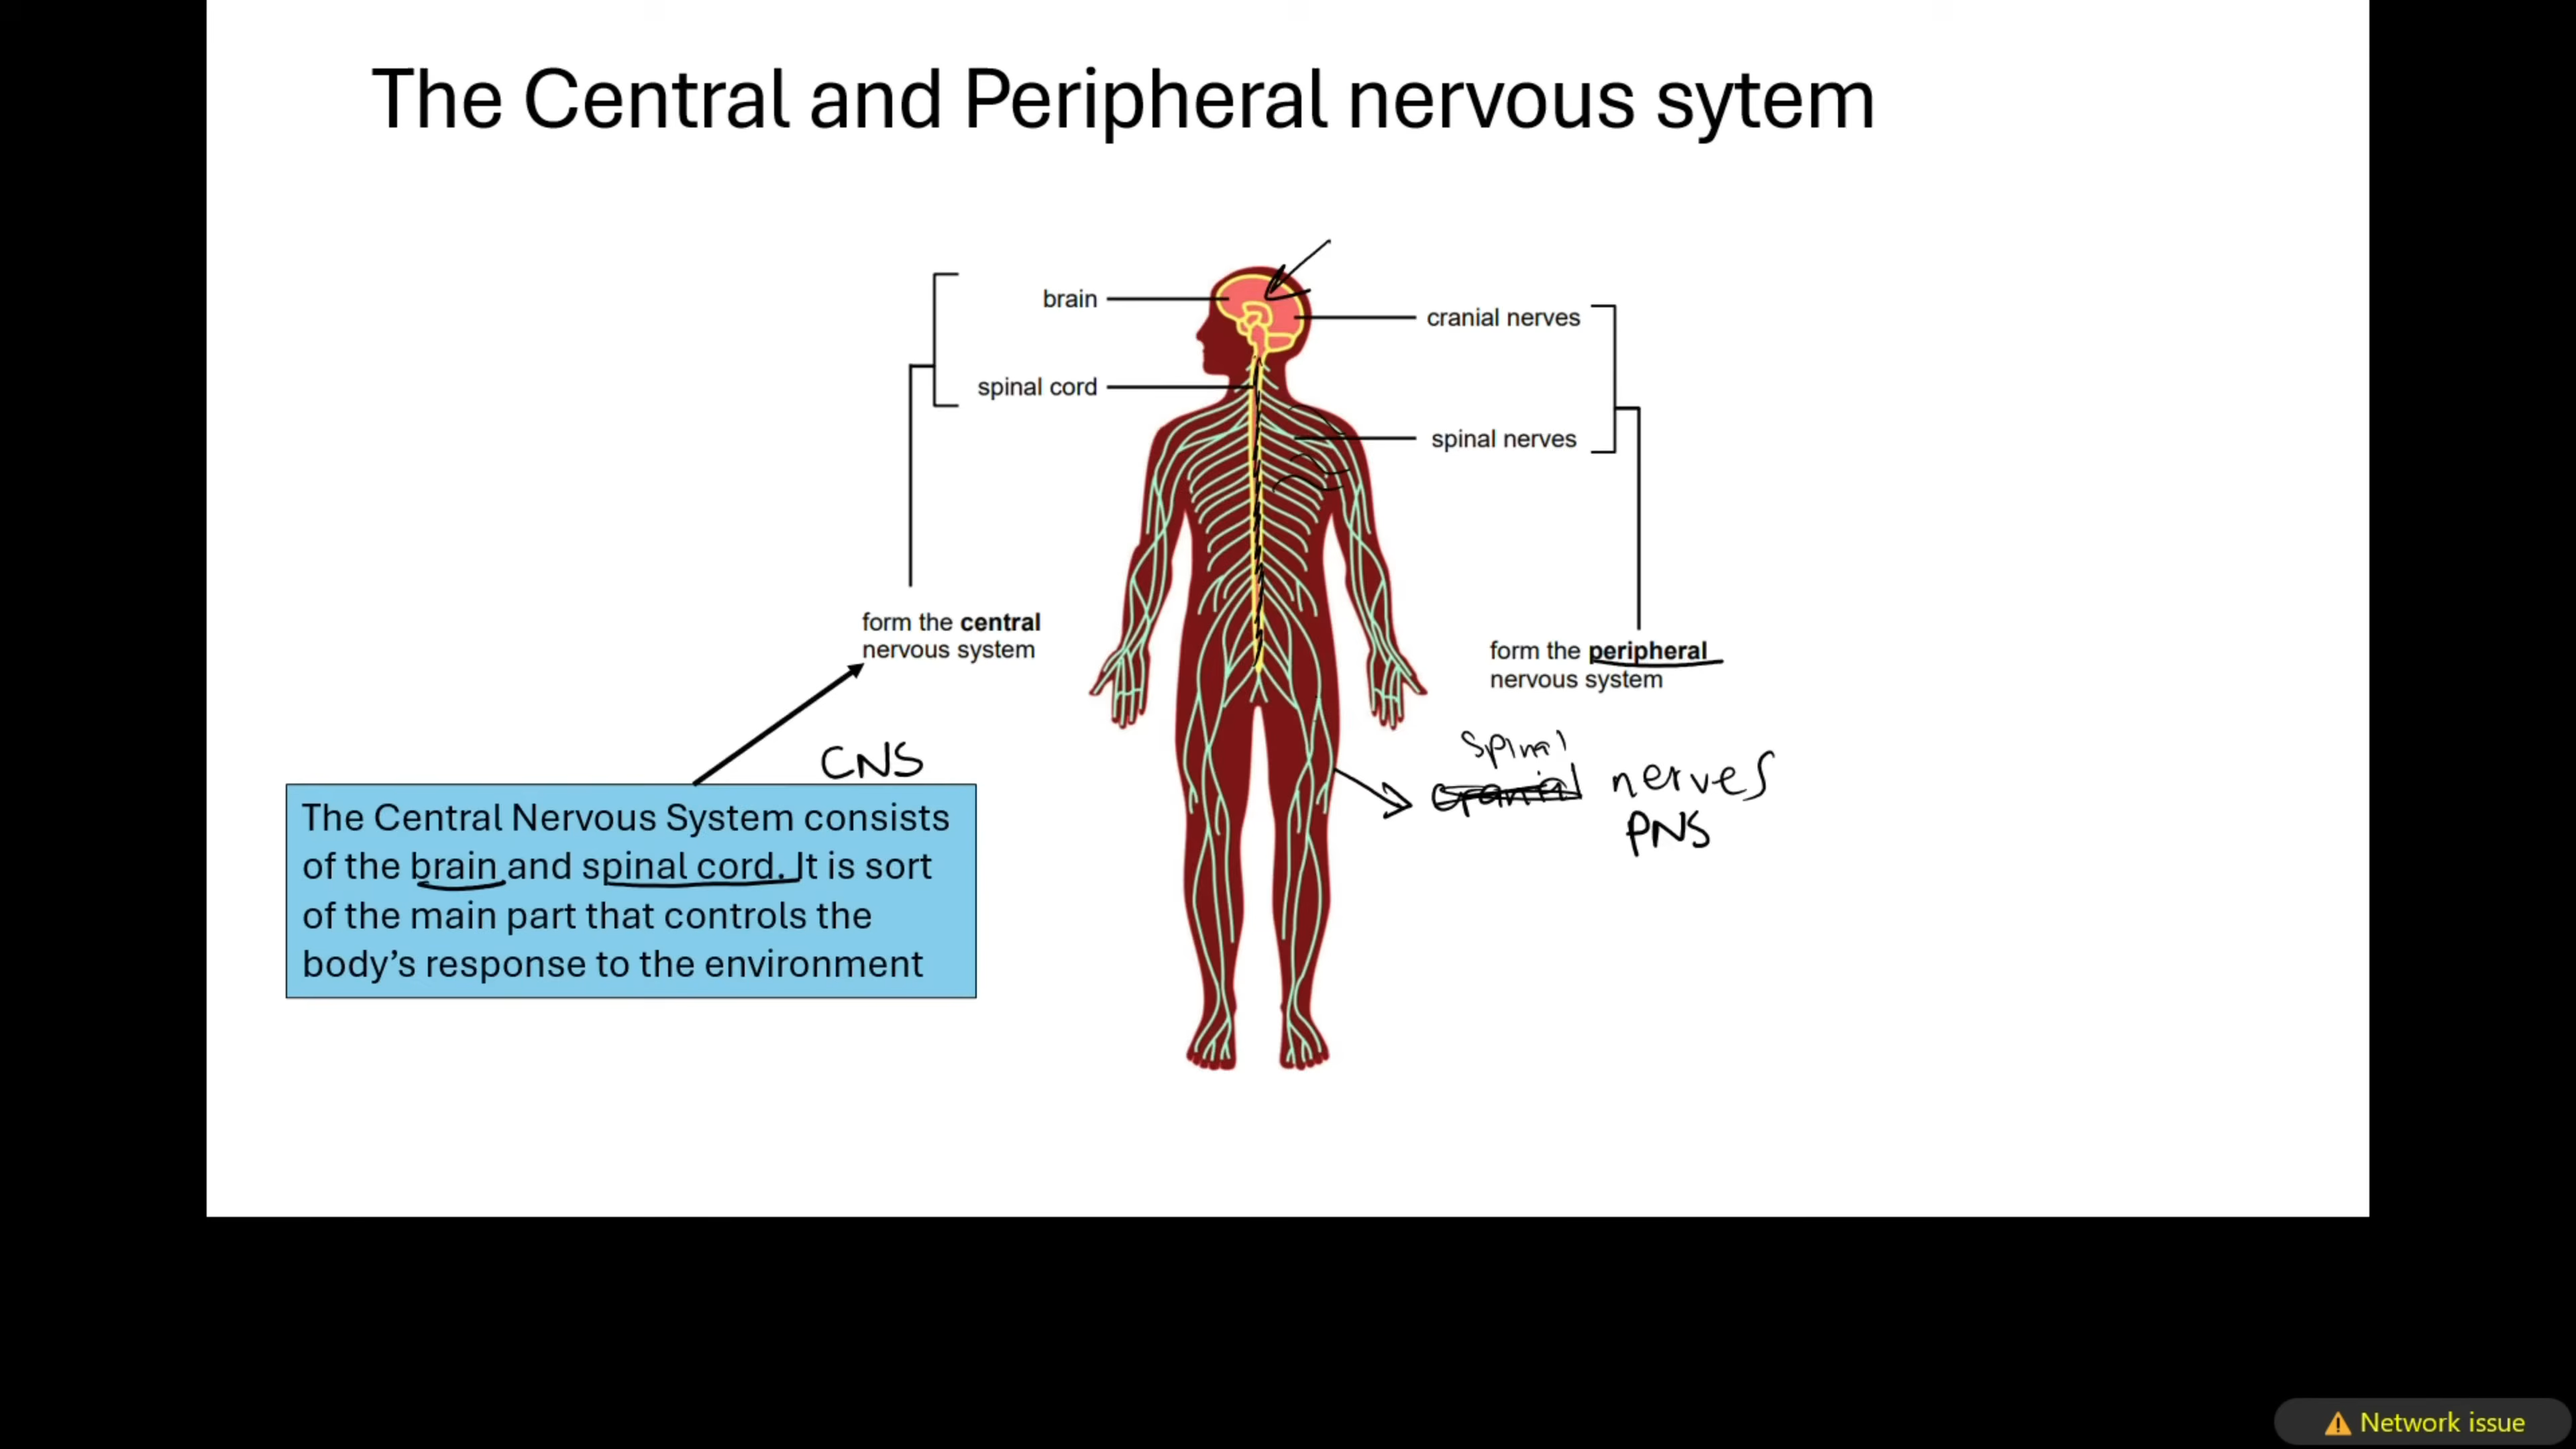 The Central and Peripheral nervous sytem
brain
spinal cord
cranial nerves
spinal nerves
form the central
nervous system
form the peripheral
nervous system
CNS
The Central Nervous System consists
of the brain and spinal cord. It is sort
of the main part that controls the
body's response to the environment
Spinal
cranial nerves
PNS
Network issue